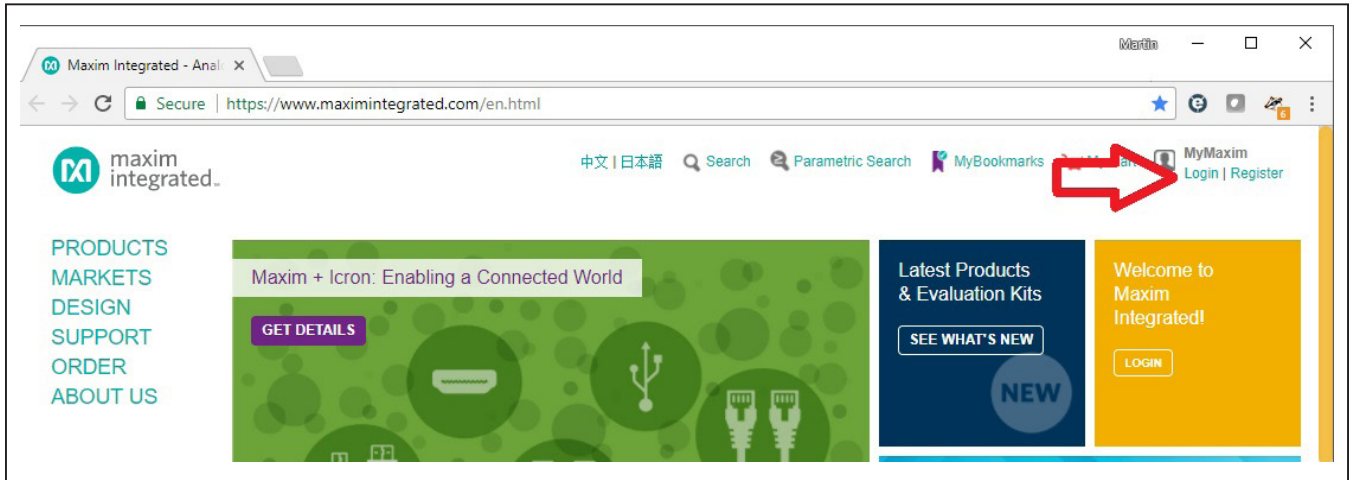 Martin
Maxim Integrated - Anal
Secure | https://www.maximintegrated.com/en.html
6
maxim
integrated
中文 | 日本語 Search Parametric Search MyBookmarks
MyMaxim
Login | Register
PRODUCTS
MARKETS
DESIGN
SUPPORT
ORDER
ABOUT US
Maxim + Icron: Enabling a Connected World
GET DETAILS
Latest Products
& Evaluation Kits
SEE WHAT'S NEW
NEW
Welcome to
Maxim
Integrated!
LOGIN